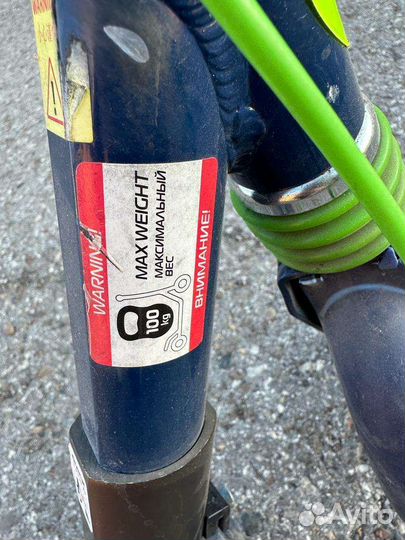 WARNING!
MAX WEIGHT
МАКСИМАЛЬНЫЙ
ВЕС
100
kg
ВНИМАНИЕ!
Avito